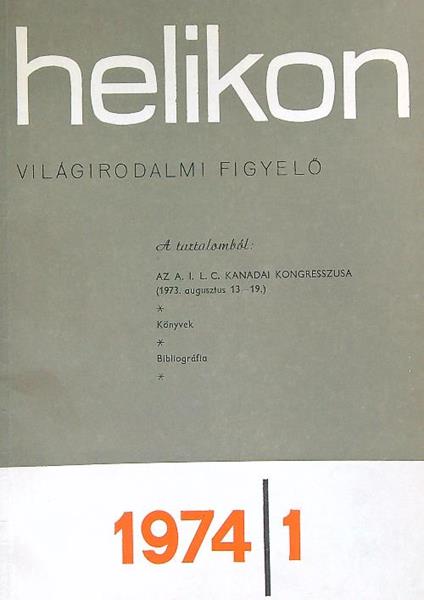 helikon
VILÁGIRODALMI FIGYELŐ
A tartalomból:
AZ A. I. L. C. KANADAI KONGRESSZUSA
(1973. augusztus 13—19.)
*
Könyvek
*
Bibliográfia
*
1974|1